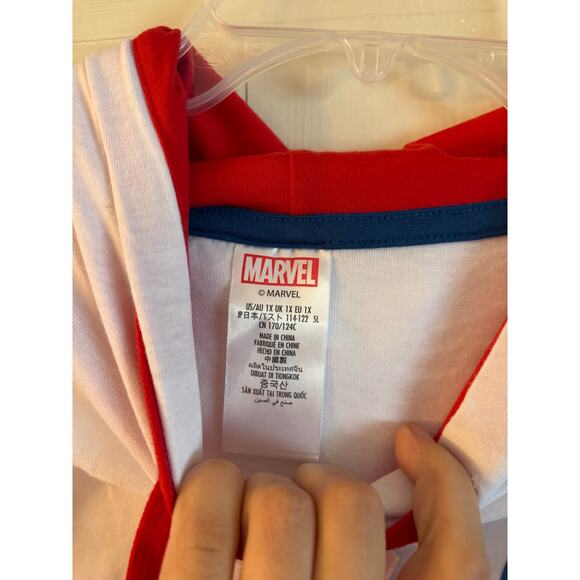 MARVEL
© MARVEL
US/AU 1X UK 1X EU 1X
JP日本バスト 114-122 5L
CN 170/124C
MADE IN CHINA
FABRIQUÉ EN CHINE
HECHO EN CHINA
中國製
ผลิตในประเทศจีน
DIBUAT DI TIONGKOK
중국산
SẢN XUẤT TẠI TRUNG QUỐC
صنع في الصين